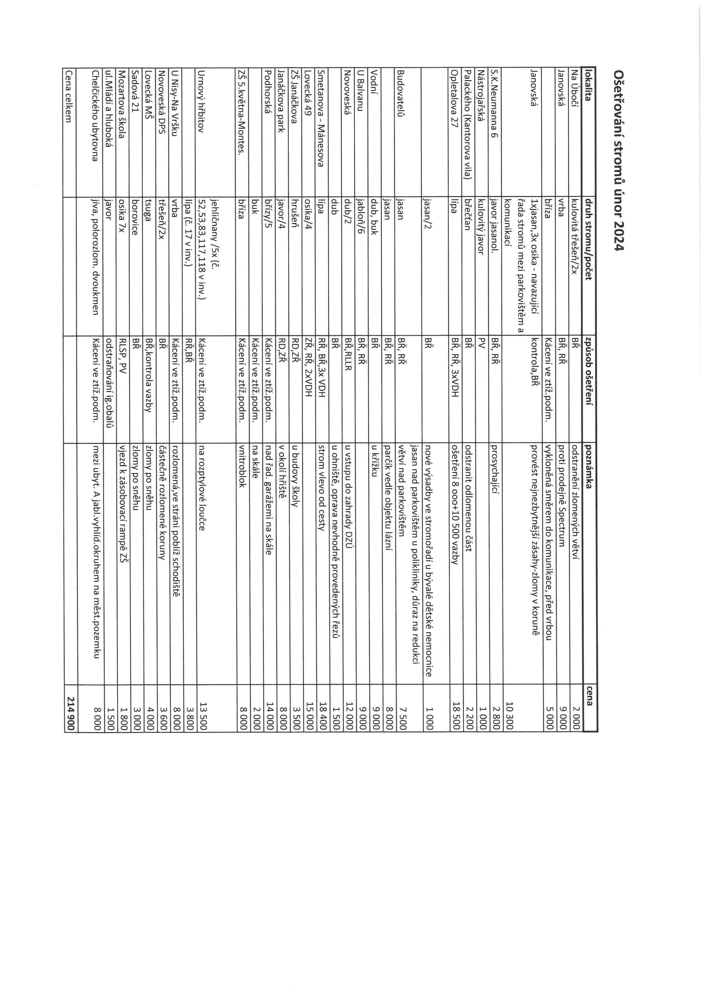 Ošetřování stromů únor 2024
lokalita druh stromu/počet způsob ošetření poznámka cena
Na Úbočí kulovitá třešeň/2x BŘ odstranění zlomených větví 2 000
Janovská vrba BŘ, RŘ proti prodejně Spectrum 9 000
bříza Kácení ve ztíž.podm. vykloněná směrem do komunikace, před vrbou 5 000
Janovská 1xjasan,3x osika - navazující kontrola,BŘ provést nejnezbytnější zásahy-zlomy v koruně
řada stromů mezi parkovištěm a
komunikací 10 300
S.K.Neumanna 6 javor jasanol. BŘ, RŘ prosychající 2 800
Nástrojařská kulovitý javor PV 1 000
Palackého (Kantorova vila) břečťan BŘ odstranit odlomenou část 2 200
Opletalova 27 lípa BŘ, RŘ, 3xVDH ošetření 8 ooo+10 500 vazby 18 500
jasan/2 BŘ nové výsadby ve stromořadí u bývalé dětské nemocnice 1 000
jasan nad parkovištěm u polikliniky, důraz na redukci
Budovatelů jasan BŘ, RŘ větví nad parkovištěm 7 500
jasan BŘ, RŘ parčík vedle objektu lázní 8 000
Vodní dub, buk BŘ u křížku 9 000
U Balvanu jabloň/6 BŘ, RŘ 9 000
Novoveská dub/2 BŘ,RLLR u vstupu do zahrady DZÚ 12 000
dub BŘ u ohniště, oprava nevhodně provedených řezů 1 500
Smetanova - Mánesova lípa RŘ, BŘ,3x VDH strom vlevo od cesty 18 400
Lovecká 49 osika/4 ZŘ, RŘ, 2xVDH 15 000
ZŠ Janáčkova hrušeň RD,ZŘ u budovy školy 3 500
Janáčkova park javor/4 RD,ZŘ v okolí hřiště 8 000
Podhorská břízy/5 Kácení ve ztíž.podm. nad řad. garážemi na skále 14 000
buk Kácení ve ztíž.podm. na skále 2 000
ZŠ 5.května-Montes. bříza Kácení ve ztíž.podm. vnitroblok 8 000
jehličnany /5x (č.
Urnový hřbitov 52,53,83,117,118 v inv.) Kácení ve ztíž.podm. na rozptylové loučce 13 500
lípa (č. 17 v inv.) RŘ,BŘ 3 800
U Nisy-Na Vršku vrba Kácení ve ztíž.podm. rozlomená,ve stráni poblíž schodiště 8 000
Novoveská DPS třešeň/2x BŘ částečně rozlomené koruny 3 600
Lovecká MŠ tsuga BŘ,kontrola vazby zlomy po sněhu 4 000
Sadová 21 borovice BŘ zlomy po sněhu 3 000
Mozartova škola osika 7x RLSP, PV vjezd k zásobovací rampě ZŠ 1 800
ul.Mládí a hluboká javor odstraňování ig.obalů 1 500
Chelčického ubytovna jíva, polorozlom. dvoukmen Kácení ve ztíž.podm. mezi ubyt. A jabl.vyhlíd.okruhem na měst.pozemku 8 000
Cena celkem 214 900